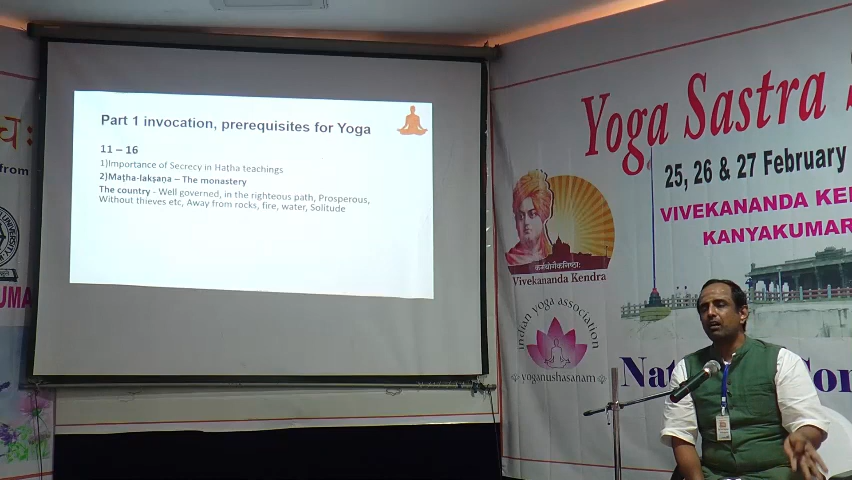 Part 1 invocation, prerequisites for Yoga
11 – 16
1)Importance of Secrecy in Haṭha teachings
2)Maṭha-lakṣaṇa – The monastery
The country - Well governed, in the righteous path, Prosperous,
Without thieves etc, Away from rocks, fire, water, Solitude
Yoga Sastra
25, 26 & 27 February
VIVEKANANDA
KANYAKUMAR
Vivekananda Kendra
indian yoga association
yoganushasanam
from